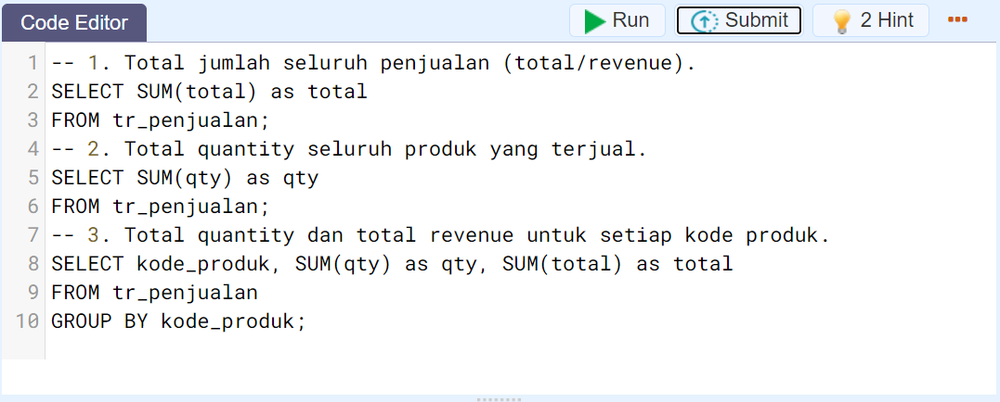 Code Editor
Run
Submit
2 Hint
1 -- 1. Total jumlah seluruh penjualan (total/revenue).
2 SELECT SUM(total) as total
3 FROM tr_penjualan;
4 -- 2. Total quantity seluruh produk yang terjual.
5 SELECT SUM(qty) as qty
6 FROM tr_penjualan;
7 -- 3. Total quantity dan total revenue untuk setiap kode produk.
8 SELECT kode_produk, SUM(qty) as qty, SUM(total) as total
9 FROM tr_penjualan
10 GROUP BY kode_produk;